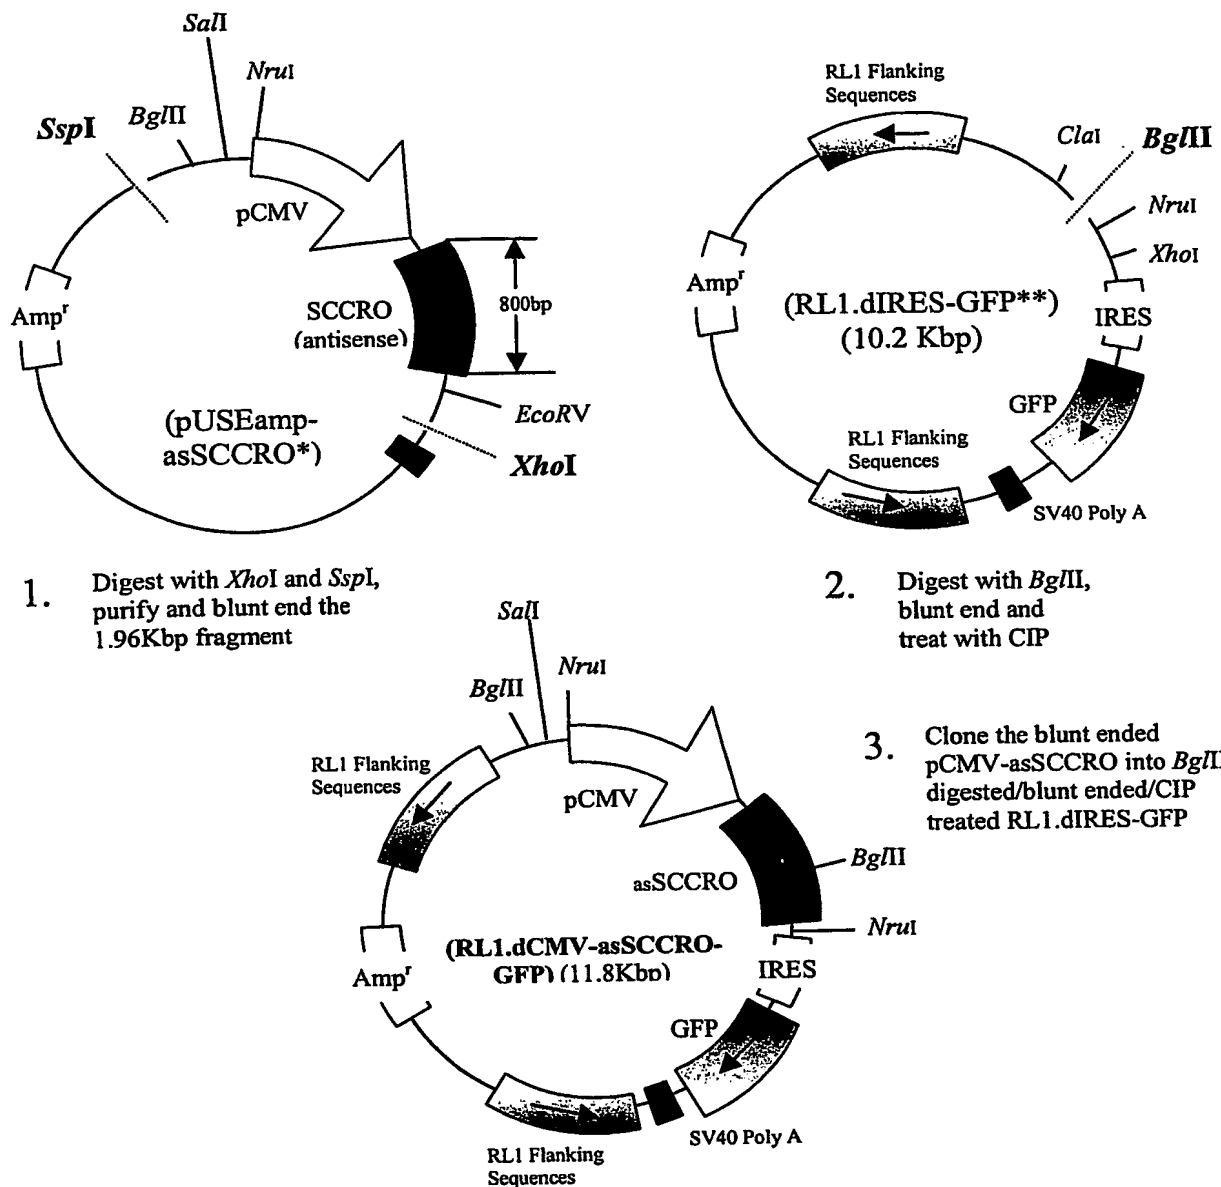 SalI
NruI
BglII
SspI
pCMV
Ampʳ
SCCRO
(antisense)
800bp
(pUSEamp-
asSCCRO*)
EcoRV
XhoI
RL1 Flanking
Sequences
ClaI
BglII
NruI
XhoI
Ampʳ
(RL1.dIRES-GFP**)
(10.2 Kbp)
IRES
GFP
RL1 Flanking
Sequences
SV40 Poly A
1. Digest with XhoI and SspI,
purify and blunt end the
1.96Kbp fragment
2. Digest with BglII,
blunt end and
treat with CIP
SalI
NruI
BglII
RL1 Flanking
Sequences
pCMV
3. Clone the blunt ended
pCMV-asSCCRO into BglII
digested/blunt ended/CIP
treated RL1.dIRES-GFP
asSCCRO
BglII
NruI
(RL1.dCMV-asSCCRO-
GFP) (11.8Kbp)
Ampʳ
IRES
GFP
SV40 Poly A
RL1 Flanking
Sequences